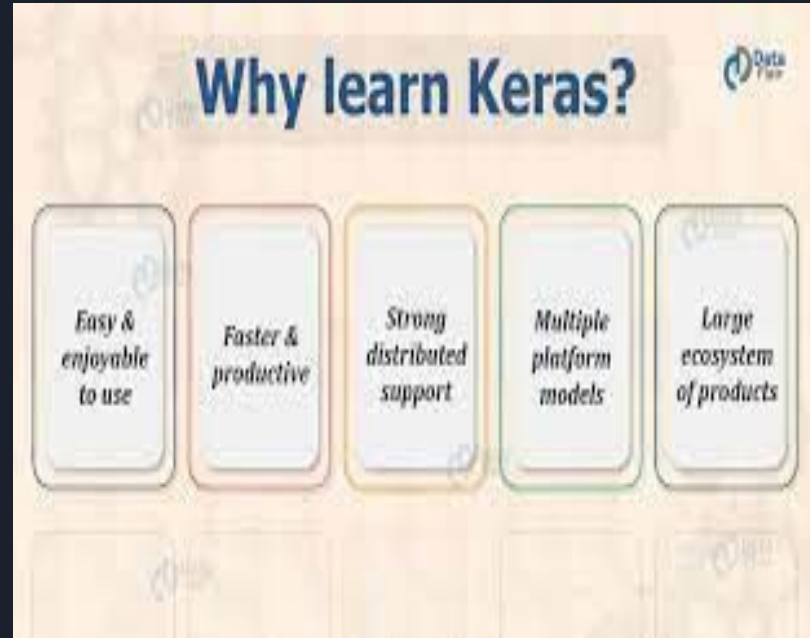 Why learn Keras?
Data
Flair
Easy &
enjoyable
to use
Faster &
productive
Strong
distributed
support
Multiple
platform
models
Large
ecosystem
of products